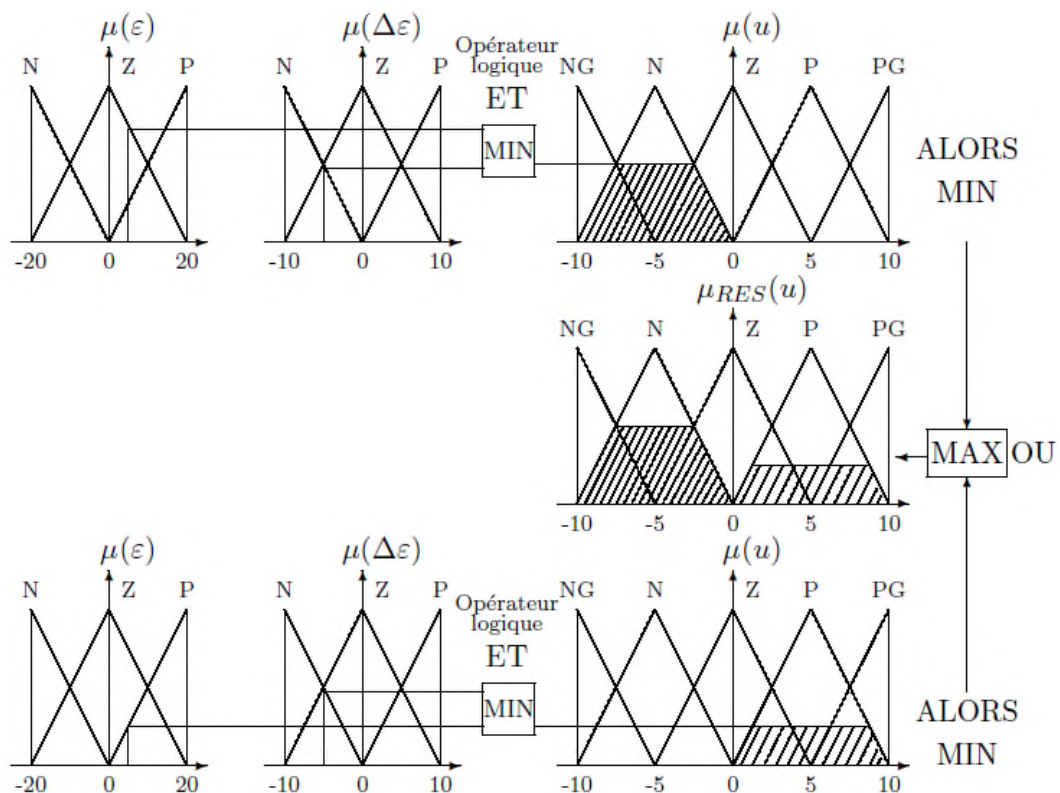 μ(ε) μ(Δε) μ(u)
Opérateur
logique
ET
N Z P N Z P NG N Z P PG
MIN
ALORS
MIN
-20 0 20 -10 0 10 -10 -5 0 5 10
μRES(u)
NG N Z P PG
MAX OU
-10 -5 0 5 10
μ(ε) μ(Δε) μ(u)
Opérateur
logique
ET
N Z P N Z P NG N Z P PG
MIN
ALORS
MIN
-20 0 20 -10 0 10 -10 -5 0 5 10